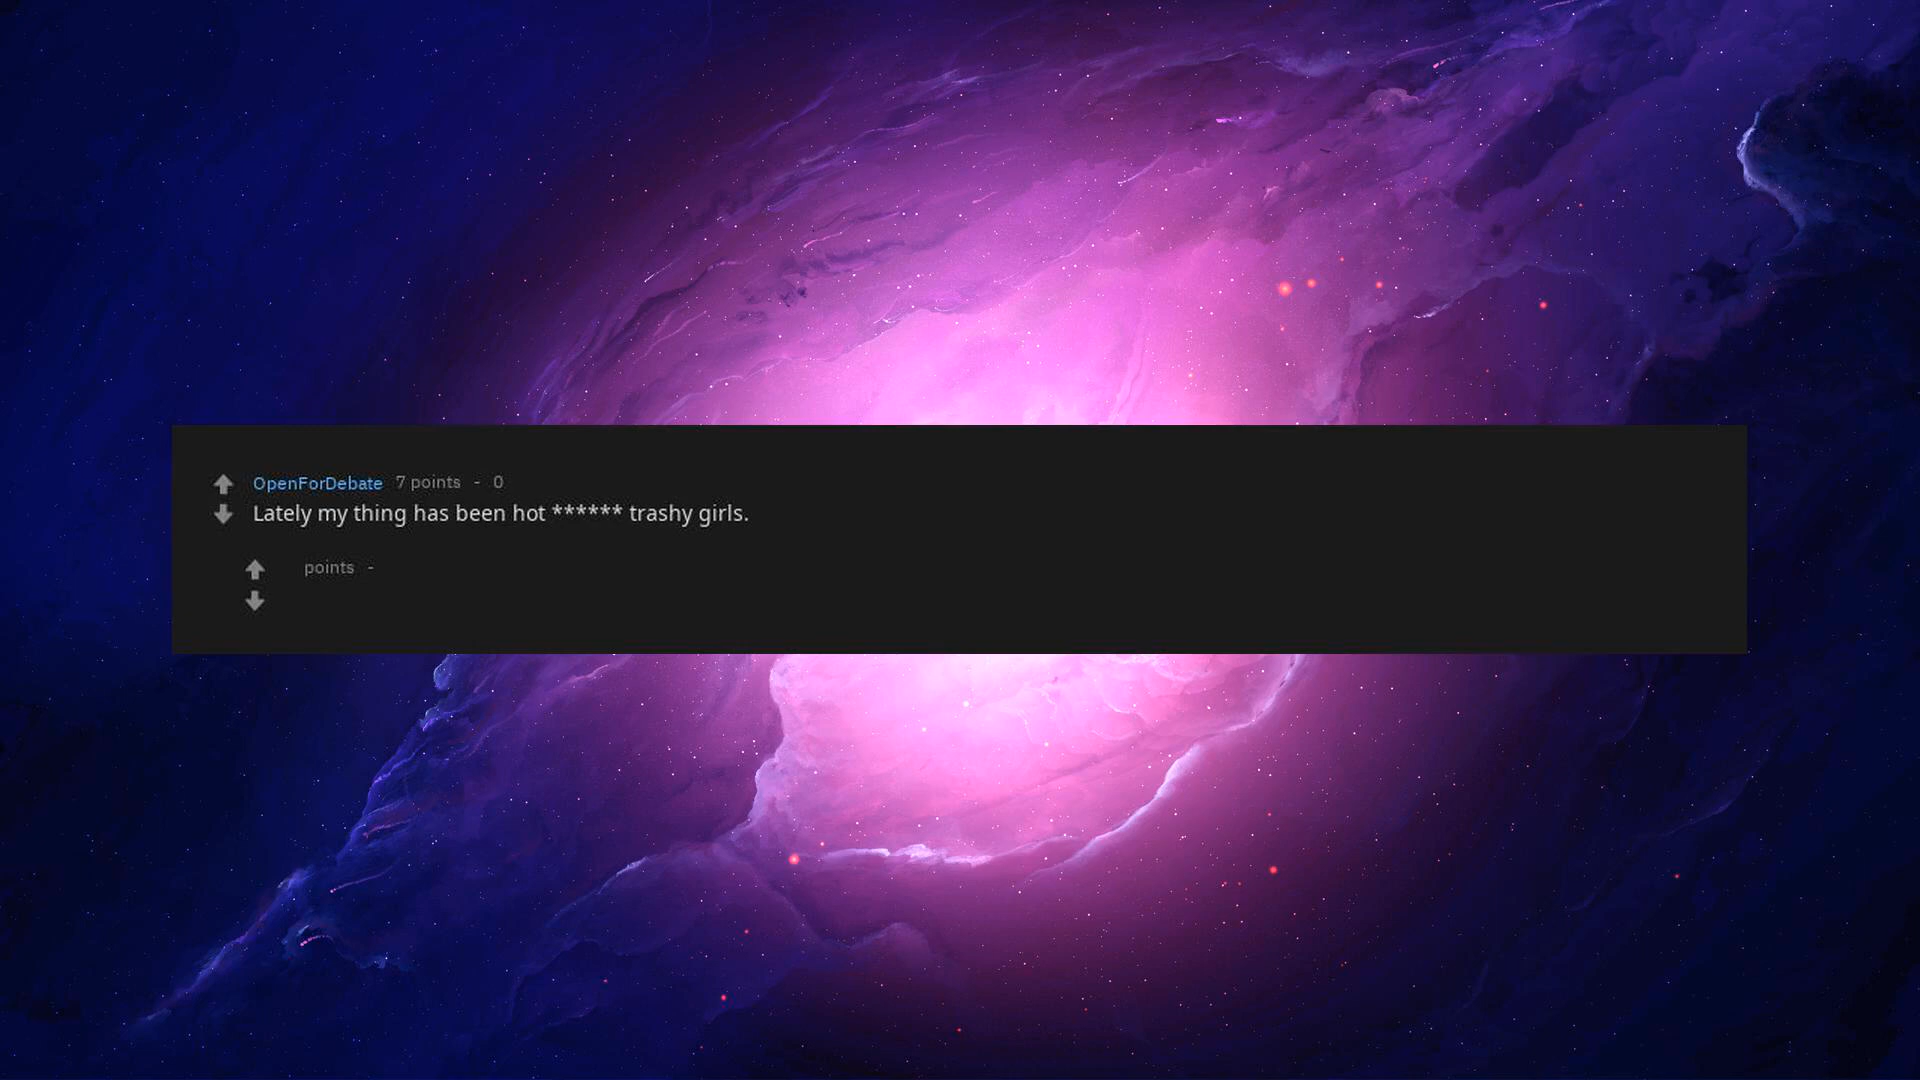 OpenForDebate 7 points - 0
Lately my thing has been hot ****** trashy girls.
points -